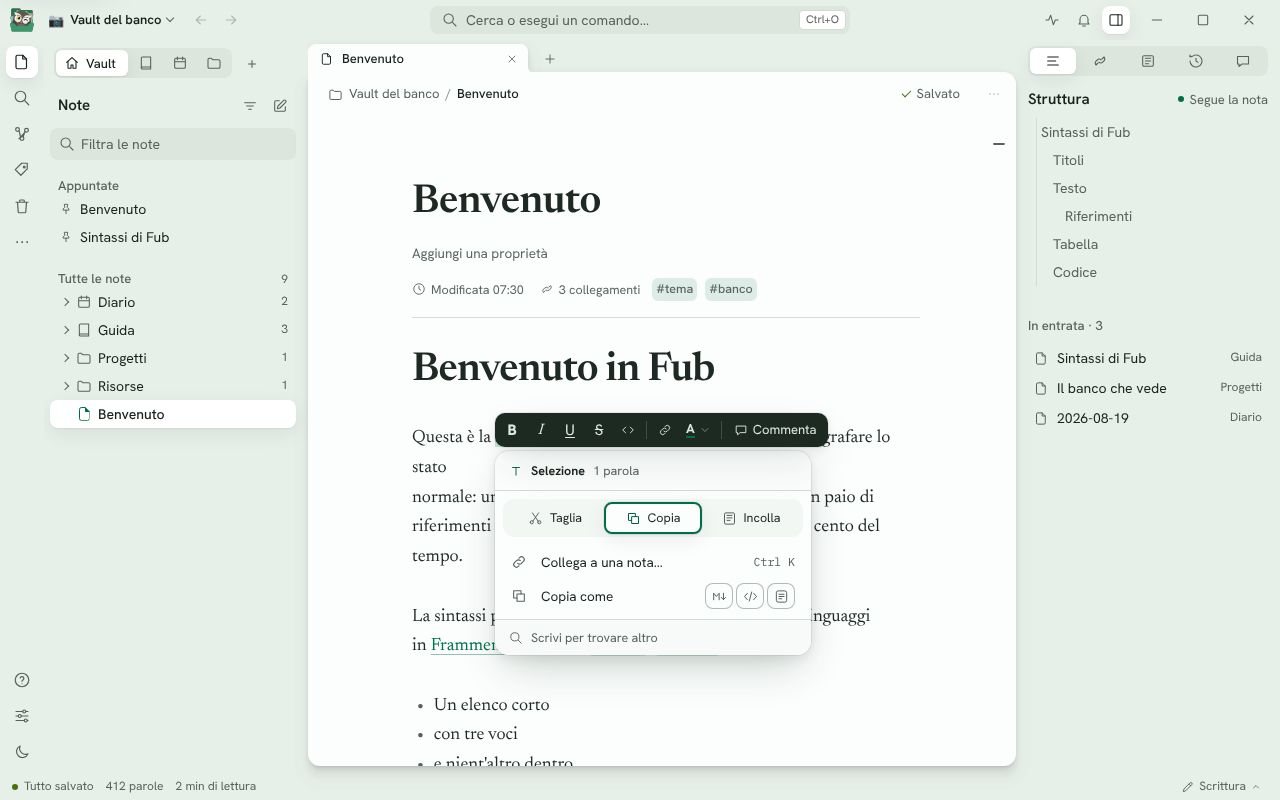 Vault del banco
Cerca o esegui un comando…
Ctrl+O
Vault
Benvenuto
Note
Filtra le note
Appuntate
Benvenuto
Sintassi di Fub
Tutte le note 9
Diario 2
Guida 3
Progetti 1
Risorse 1
Benvenuto
Vault del banco / Benvenuto
Salvato
Benvenuto
Aggiungi una proprietà
Modificata 07:30
3 collegamenti
#tema
#banco
Benvenuto in Fub
Questa è la
grafare lo
stato
normale:
n paio di
riferimenti
cento del
tempo.
La sintassi
inguaggi
in
B I U S <> A Commenta
T Selezione 1 parola
Taglia
Copia
Incolla
Collega a una nota… Ctrl K
Copia come M↓ </>
Scrivi per trovare altro
• Un elenco corto
• con tre voci
• e nient'altro dentro
Struttura
Segue la nota
Sintassi di Fub
Titoli
Testo
Riferimenti
Tabella
Codice
In entrata · 3
Sintassi di Fub Guida
Il banco che vede Progetti
2026-08-19 Diario
Tutto salvato
412 parole
2 min di lettura
Scrittura